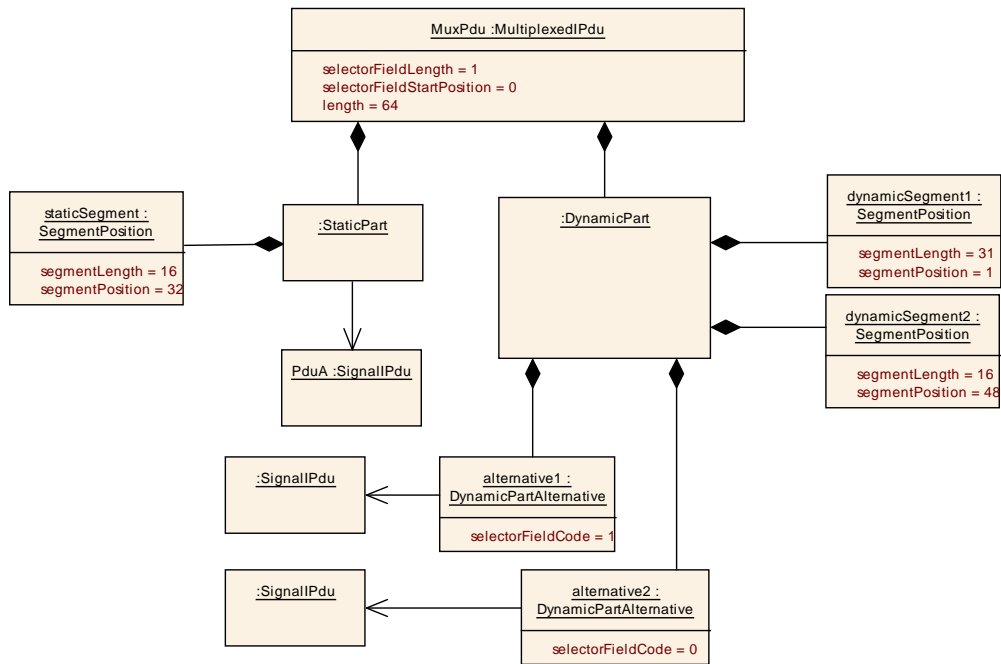 MuxPdu :MultiplexedIPdu
selectorFieldLength = 1
selectorFieldStartPosition = 0
length = 64
staticSegment :
SegmentPosition
segmentLength = 16
segmentPosition = 32
:StaticPart
:DynamicPart
dynamicSegment1 :
SegmentPosition
segmentLength = 31
segmentPosition = 1
dynamicSegment2 :
SegmentPosition
segmentLength = 16
segmentPosition = 48
PduA :SignalIPdu
:SignalIPdu
alternative1 :
DynamicPartAlternative
selectorFieldCode = 1
:SignalIPdu
alternative2 :
DynamicPartAlternative
selectorFieldCode = 0